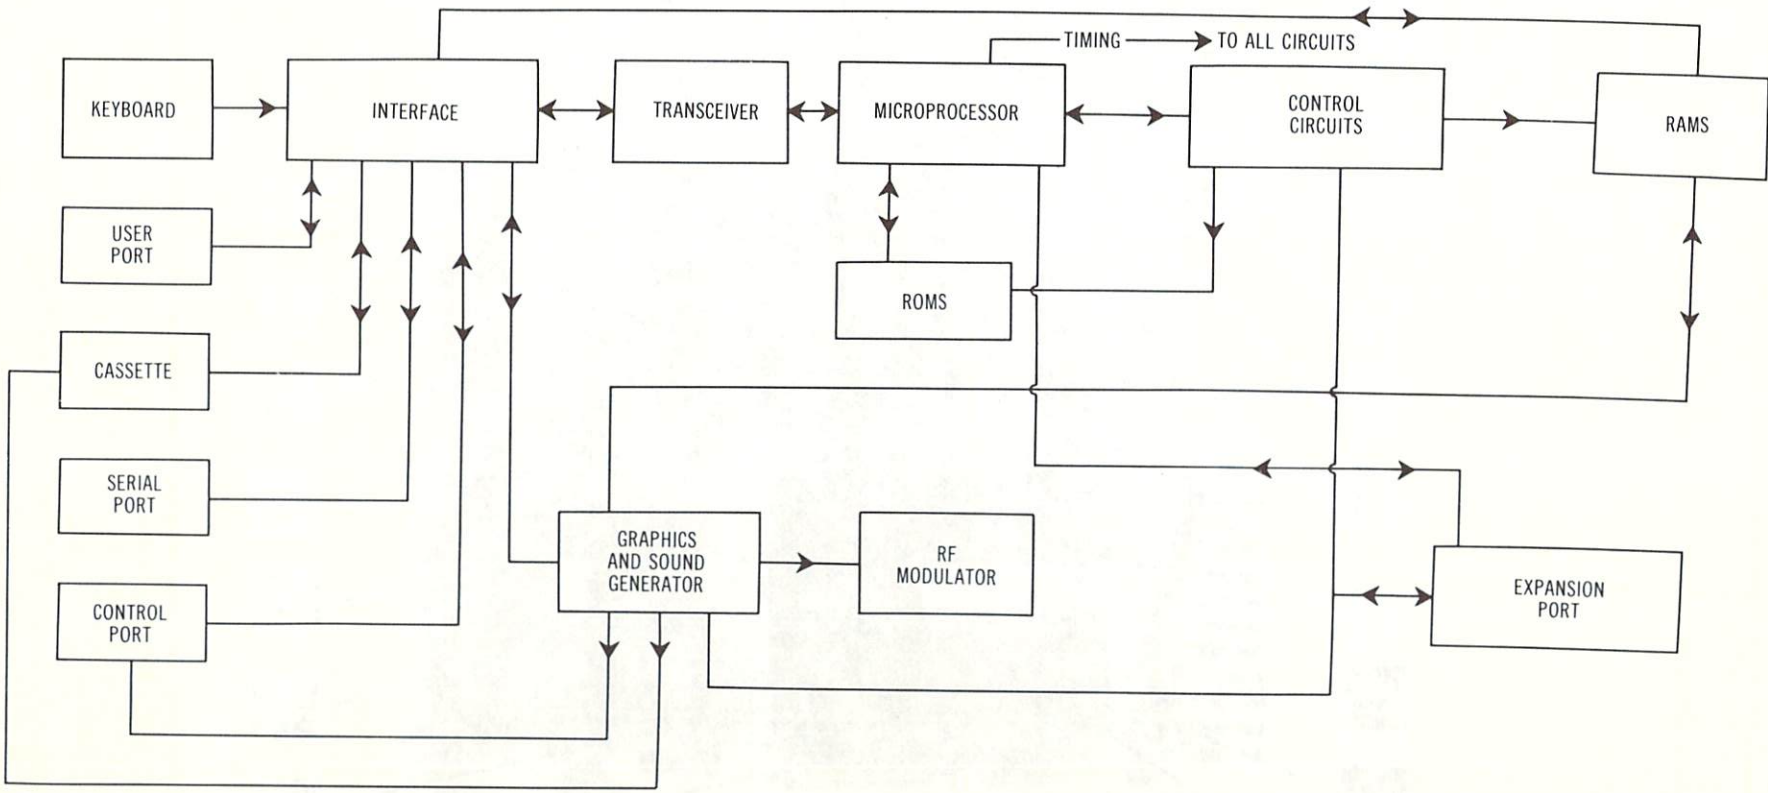 TIMING
TO ALL CIRCUITS
KEYBOARD
INTERFACE
TRANSCEIVER
MICROPROCESSOR
CONTROL
CIRCUITS
RAMS
USER
PORT
ROMS
CASSETTE
SERIAL
PORT
GRAPHICS
AND SOUND
GENERATOR
RF
MODULATOR
EXPANSION
PORT
CONTROL
PORT